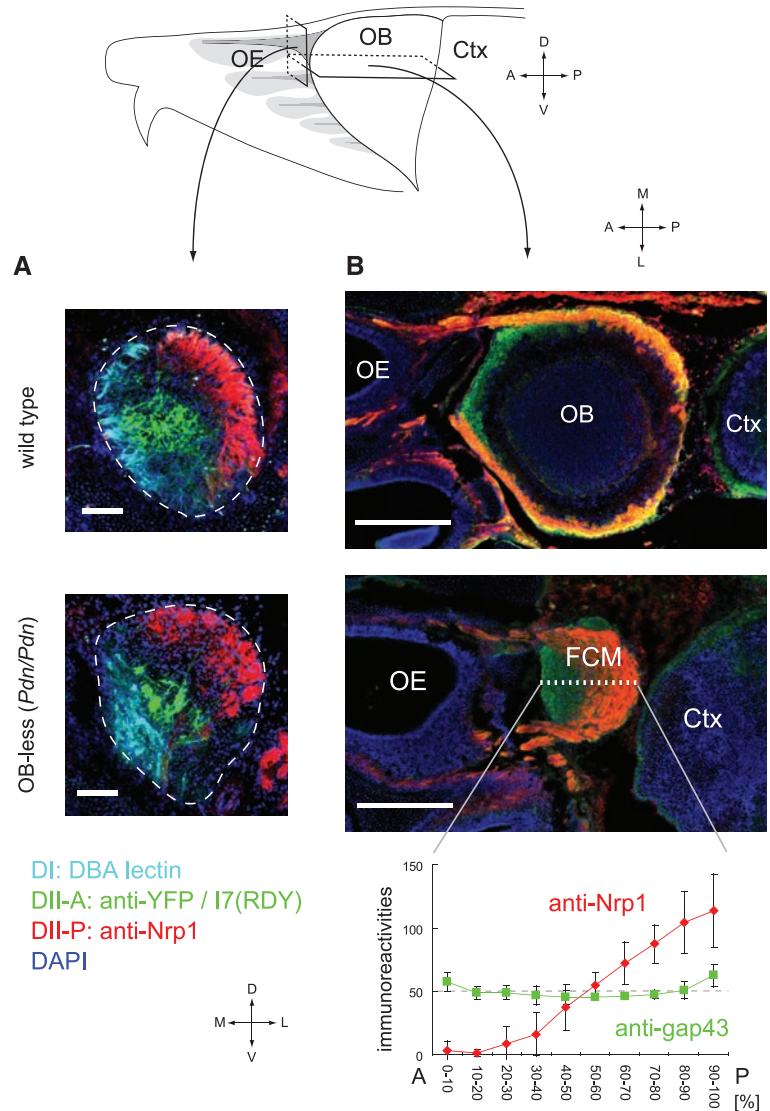 OB
OE
Ctx
D
A P
V
M
A P
L
A
B
wild type
OE
OB
Ctx
OB-less (Pdn/Pdn)
OE
FCM
Ctx
DI: DBA lectin
DII-A: anti-YFP / I7(RDY)
DII-P: anti-Nrp1
DAPI
D
M L
V
immunoreactivities
150
100
50
0
anti-Nrp1
anti-gap43
A
P
0-10
10-20
20-30
30-40
40-50
50-60
60-70
70-80
80-90
90-100
[%]